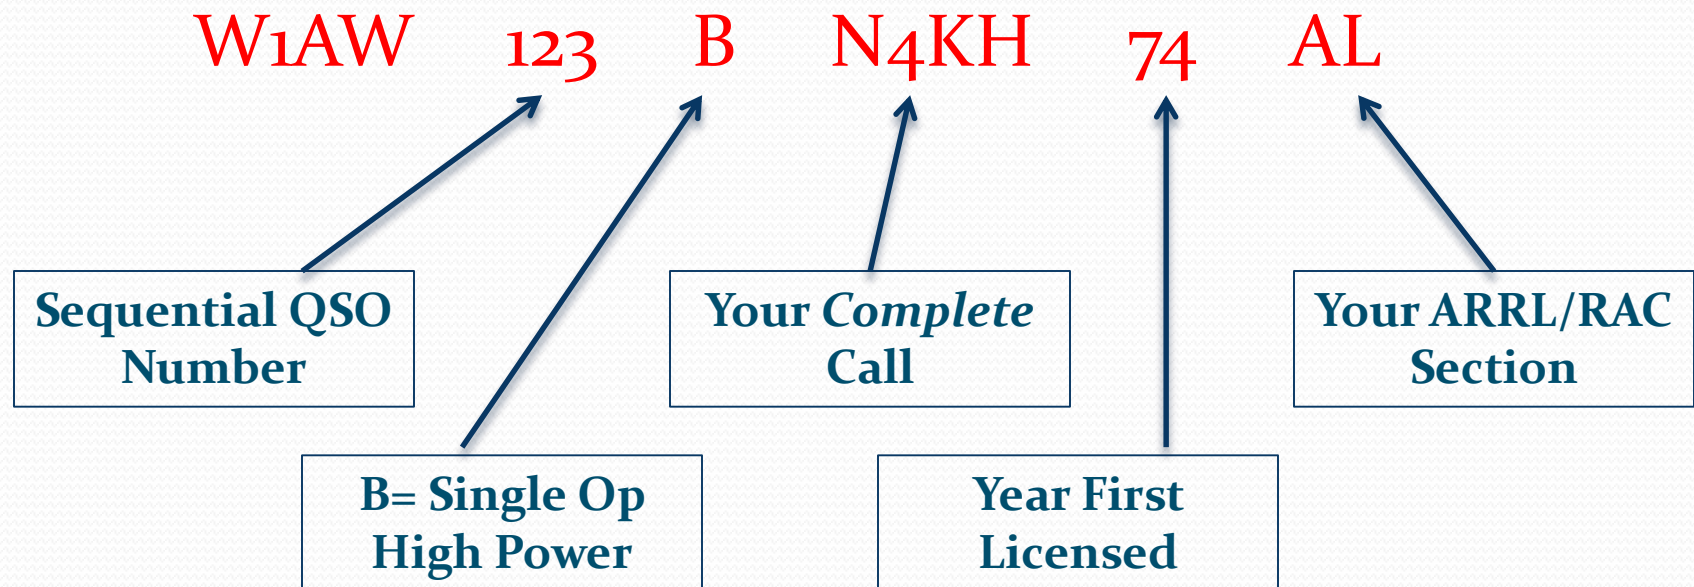 W1AW 123 B N4KH 74 AL
Sequential QSO
Number
Your Complete
Call
Your ARRL/RAC
Section
B= Single Op
High Power
Year First
Licensed